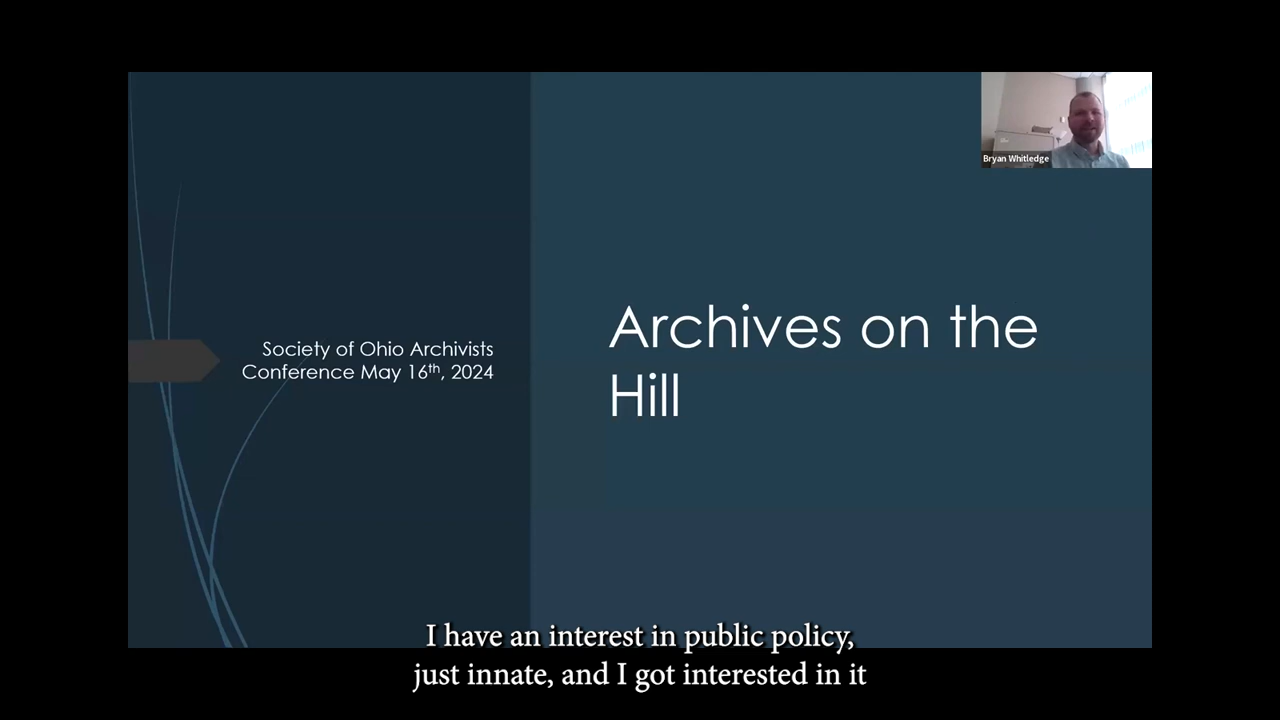 Bryan Whitledge
Society of Ohio Archivists
Conference May 16th, 2024
Archives on the
Hill
I have an interest in public policy,
just innate, and I got interested in it